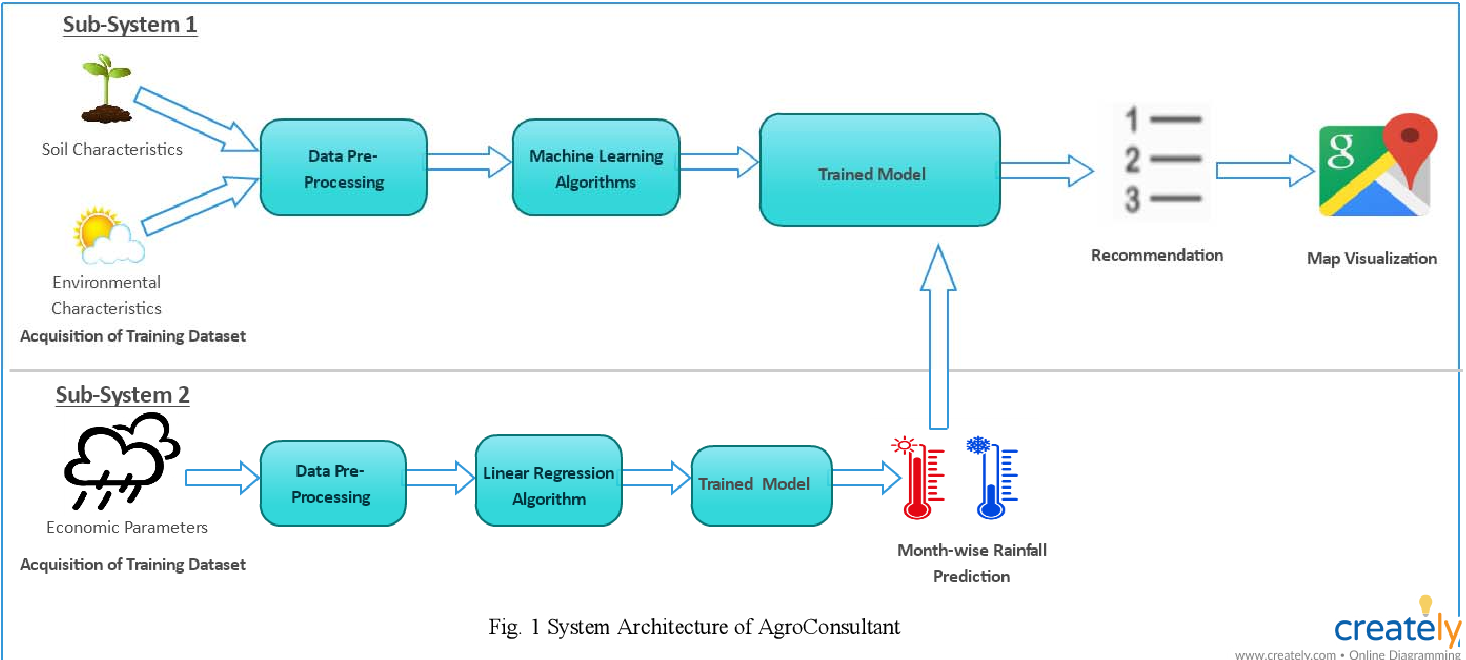 Sub-System 1
Soil Characteristics
Environmental
Characteristics
Acquisition of Training Dataset
Data Pre-
Processing
Machine Learning
Algorithms
Trained Model
1
2
3
Recommendation
g
Map Visualization
Sub-System 2
Economic Parameters
Acquisition of Training Dataset
Data Pre-
Processing
Linear Regression
Algorithm
Trained Model
Month-wise Rainfall
Prediction
Fig. 1 System Architecture of AgroConsultant
creately
www.creately.com • Online Diagramming